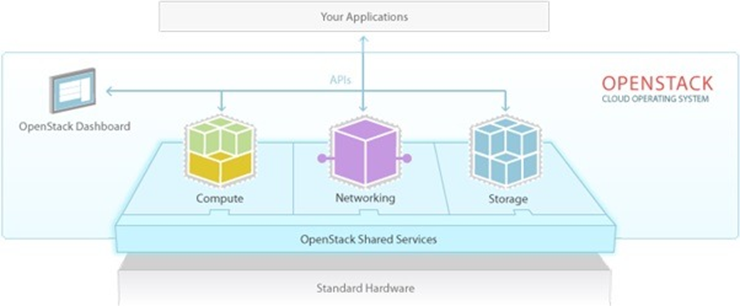 Your Applications
APIs
OPENSTACK
CLOUD OPERATING SYSTEM
OpenStack Dashboard
Compute
Networking
Storage
OpenStack Shared Services
Standard Hardware